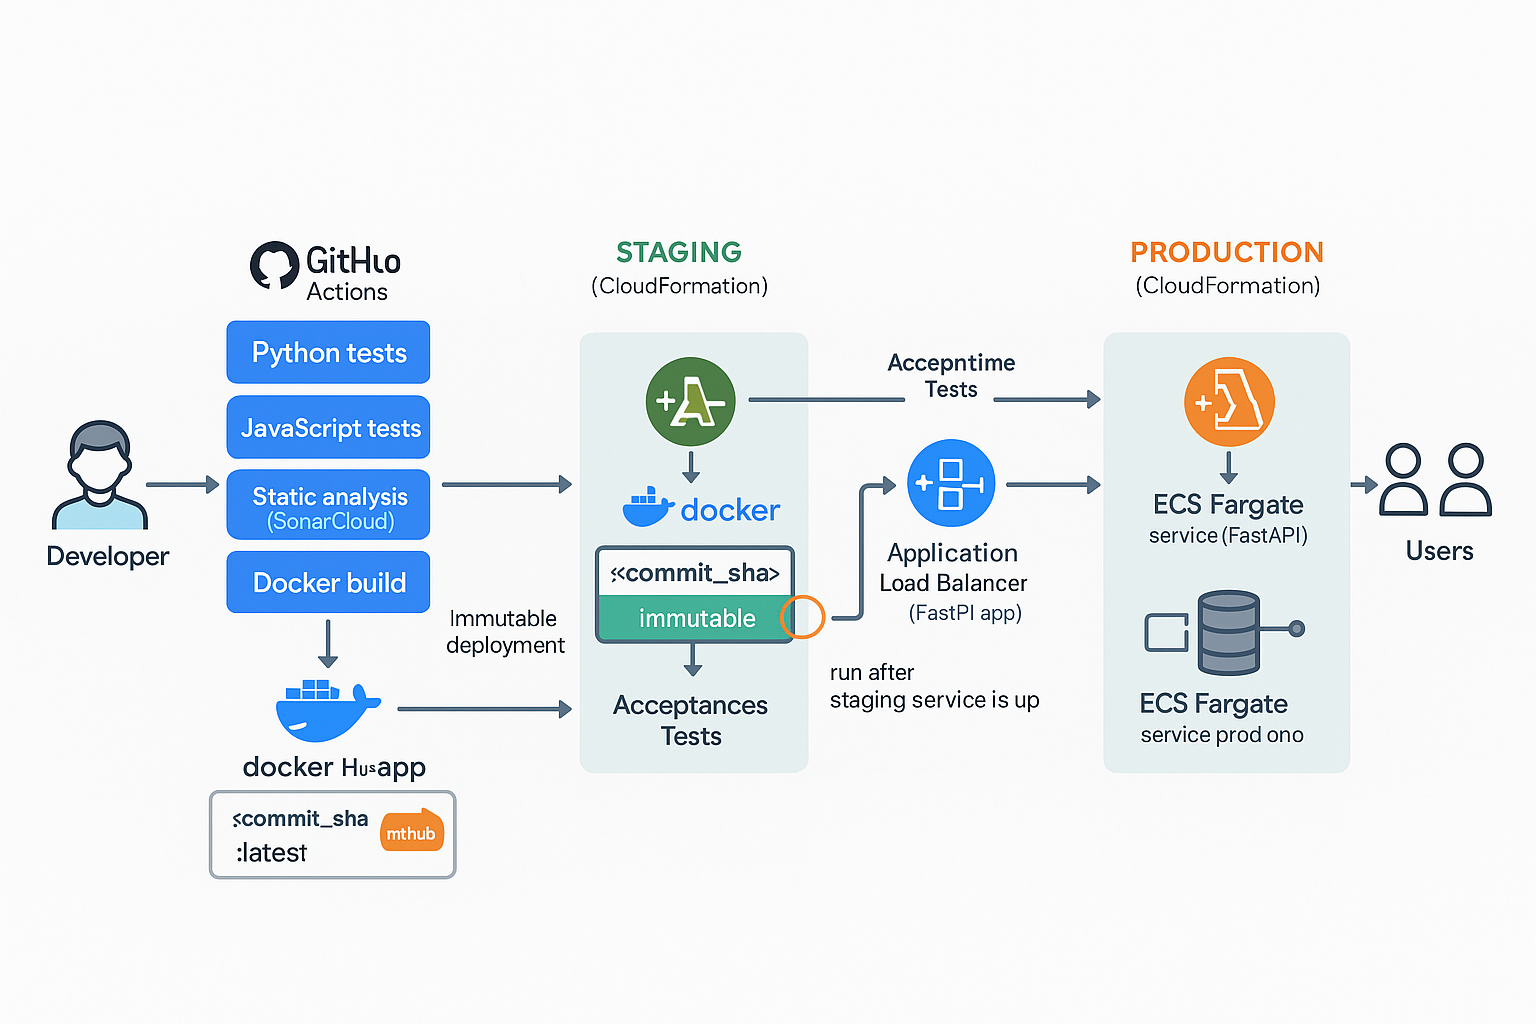 GitHLo
Actions
Python tests
JavaScript tests
Static analysis
(SonarCloud)
Docker build
Developer
docker Husapp
<commit_sha
:latest
mthub
Immutable
deployment
STAGING
(CloudFormation)
docker
<commit_sha>
immutable
Acceptances
Tests
Accepntime
Tests
Application
Load Balancer
(FastPI app)
run after
staging service is up
PRODUCTION
(CloudFormation)
ECS Fargate
service (FastAPI)
ECS Fargate
service prod ono
Users